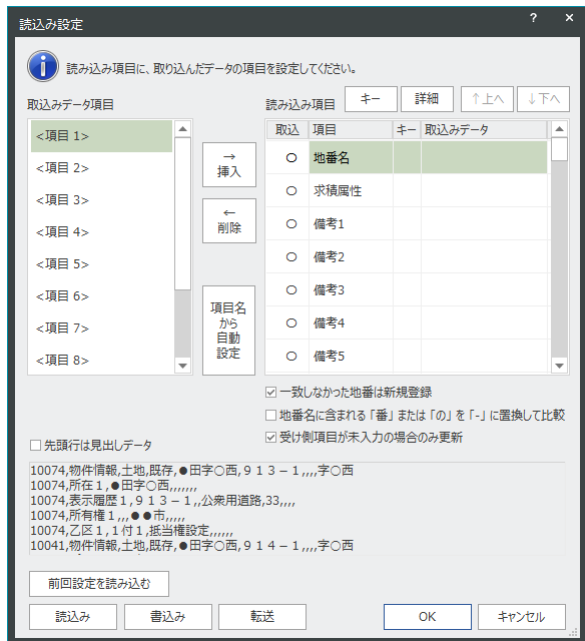 読込み設定
? ×
読み込み項目に、取り込んだデータの項目を設定してください。
取込みデータ項目
読み込み項目
キー
詳細
↑上へ
↓下へ
<項目 1>
<項目 2>
<項目 3>
<項目 4>
<項目 5>
<項目 6>
<項目 7>
<項目 8>
→
挿入
←
削除
項目名
から
自動
設定
取込 項目 キー 取込みデータ
○ 地番名
○ 求積属性
○ 備考1
○ 備考2
○ 備考3
○ 備考4
○ 備考5
一致しなかった地番は新規登録
地番名に含まれる「番」または「の」を「-」に置換して比較
受け側項目が未入力の場合のみ更新
先頭行は見出しデータ
10074,物件情報,土地,既存,●田字○西,913－1,,,,字○西
10074,所在1,●田字○西,,,,,,,
10074,表示履歴1,913－1,,公衆用道路,33,,,,
10074,所有権1,,,●●市,,,,,
10074,乙区1,1付1,抵当権設定,,,,,,
10041,物件情報,土地,既存,●田字○西,914－1,,,,字○西
前回設定を読み込む
読込み
書込み
転送
OK
キャンセル